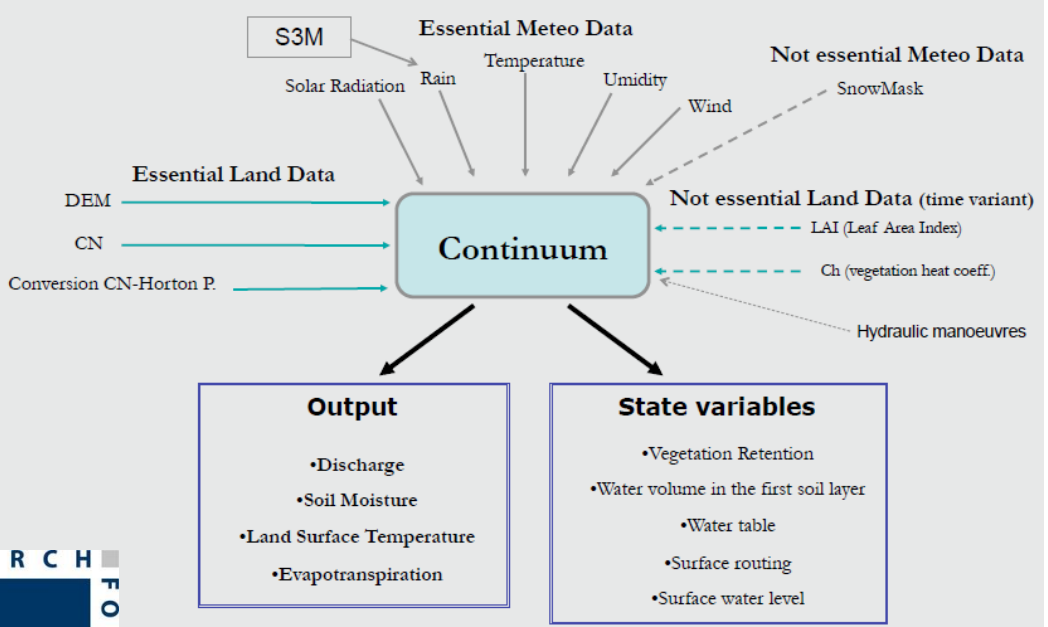 S3M
Essential Meteo Data
Solar Radiation
Rain
Temperature
Umidity
Wind
Not essential Meteo Data
SnowMask
Essential Land Data
DEM
CN
Conversion CN-Horton P.
Continuum
Not essential Land Data (time variant)
LAI (Leaf Area Index)
Ch (vegetation heat coeff.)
Hydraulic manoeuvres
Output
•Discharge
•Soil Moisture
•Land Surface Temperature
•Evapotranspiration
State variables
•Vegetation Retention
•Water volume in the first soil layer
•Water table
•Surface routing
•Surface water level
R C H
F O